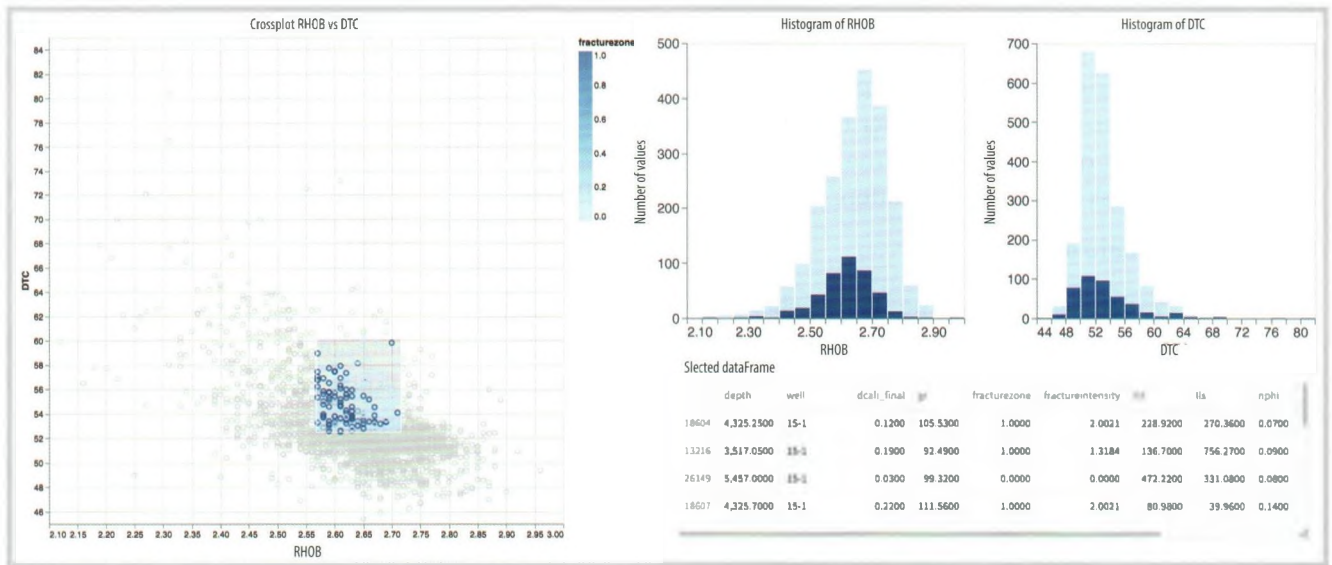 Crossplot RHOB vs DTC
fracturezone
1.0
0.8
0.6
0.4
0.2
0.0
84
82
80
78
76
74
72
70
68
66
64
62
60
58
56
54
52
50
48
46
DTC
2.10 2.15 2.20 2.25 2.30 2.35 2.40 2.45 2.50 2.55 2.60 2.65 2.70 2.75 2.80 2.85 2.90 2.95 3.00
RHOB
Histogram of RHOB
500
400
300
200
100
0
Number of values
2.10 2.30 2.50 2.70 2.90
RHOB
Histogram of DTC
700
600
500
400
300
200
100
0
Number of values
44 48 52 56 60 64 68 72 76 80
DTC
Slected dataFrame
depth well dcali_final fracturezone fractureintensity lla nphi
18604 4,325.2500 15-1 0.1200 105.5300 1.0000 2.0021 228.9200 270.3600 0.0700
13216 3,517.0500 15-1 0.1900 92.4900 1.0000 1.3184 136.7000 756.2700 0.0900
26149 5,457.0000 15-1 0.0300 99.3200 0.0000 0.0000 472.2200 331.0800 0.0800
18607 4,325.7000 15-1 0.2200 111.5600 1.0000 2.0021 80.9800 39.9600 0.1400